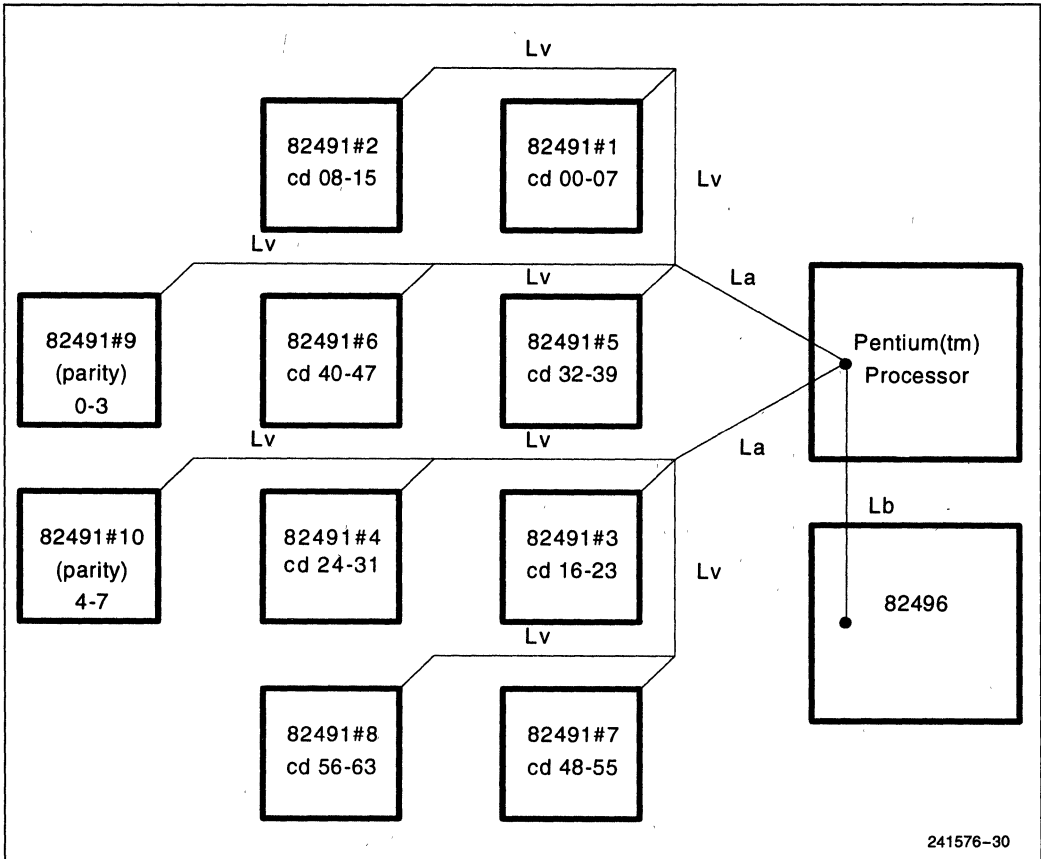 Lv
82491#2
cd 08-15
82491#1
cd 00-07
Lv
Lv
Lv
La
82491#9
(parity)
0-3
82491#6
cd 40-47
82491#5
cd 32-39
Pentium(tm)
Processor
Lv
Lv
La
82491#10
(parity)
4-7
82491#4
cd 24-31
82491#3
cd 16-23
Lv
Lb
82496
Lv
82491#8
cd 56-63
82491#7
cd 48-55
241576-30